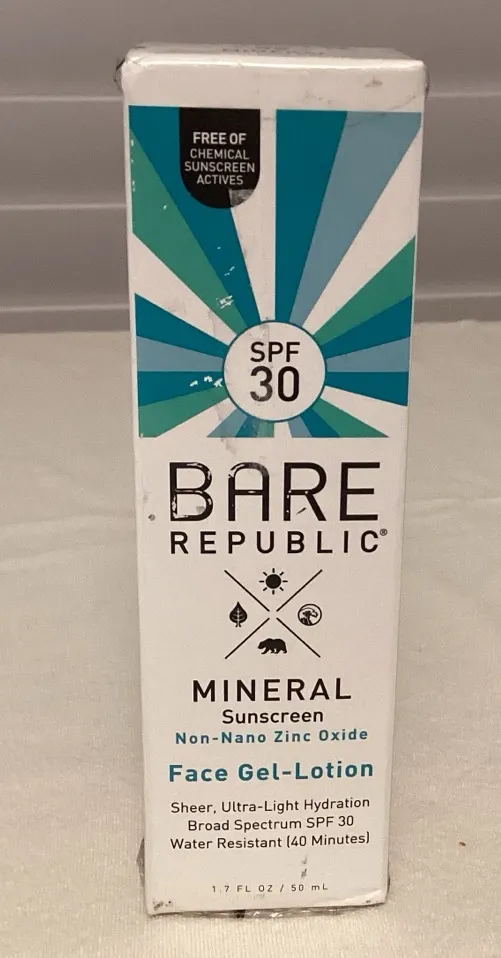 FREE OF
CHEMICAL
SUNSCREEN
ACTIVES
SPF
30
BARE
REPUBLIC®
MINERAL
Sunscreen
Non-Nano Zinc Oxide
Face Gel-Lotion
Sheer, Ultra-Light Hydration
Broad Spectrum SPF 30
Water Resistant (40 Minutes)
1.7 FL OZ / 50 mL